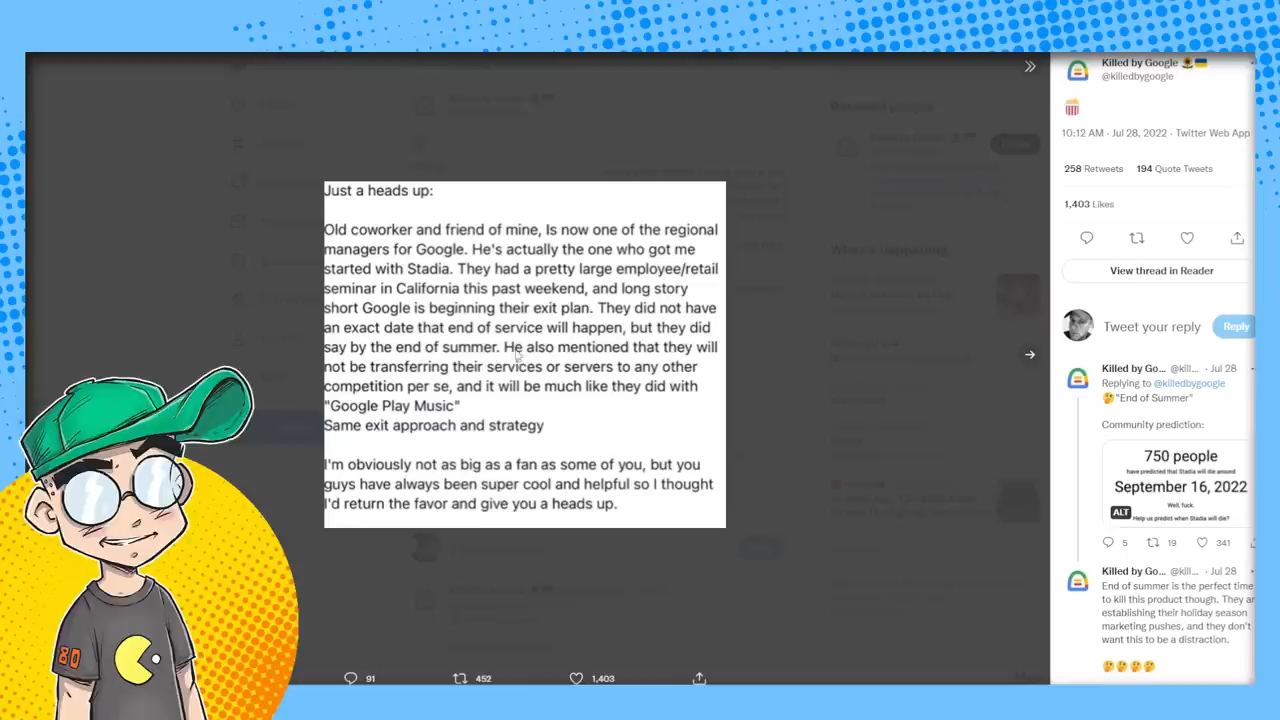 Just a heads up:
Old coworker and friend of mine, Is now one of the regional
managers for Google. He's actually the one who got me
started with Stadia. They had a pretty large employee/retail
seminar in California this past weekend, and long story
short Google is beginning their exit plan. They did not have
an exact date that end of service will happen, but they did
say by the end of summer. He also mentioned that they will
not be transferring their services or servers to any other
competition per se, and it will be much like they did with
"Google Play Music"
Same exit approach and strategy
I'm obviously not as big as a fan as some of you, but you
guys have always been super cool and helpful so I thought
I'd return the favor and give you a heads up.
91
452
1,403
Killed by Google
@killedbygoogle
10:12 AM · Jul 28, 2022 · Twitter Web App
258 Retweets 194 Quote Tweets
1,403 Likes
View thread in Reader
Tweet your reply
Reply
Killed by Go... @kill... · Jul 28
Replying to @killedbygoogle
🤔"End of Summer"
Community prediction:
750 people
have predicted that Stadia will die around
September 16, 2022
Well, fuck.
ALT
Help us predict when Stadia will die?
5
19
341
Killed by Go... @kill... · Jul 28
End of summer is the perfect time
to kill this product though. They ar
establishing their holiday season
marketing pushes, and they don't
want this to be a distraction.
🤔🤔🤔🤔
80